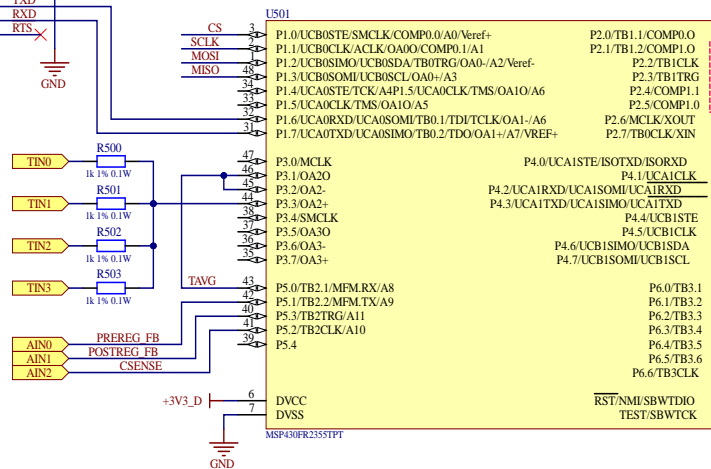 TXD
RXD
RTS
GND
U501
CS 3 P1.0/UCB0STE/SMCLK/COMP0.0/A0/Veref+ P2.0/TB1.1/COMP0.O
SCLK 2 P1.1/UCB0CLK/ACLK/OA0O/COMP0.1/A1 P2.1/TB1.2/COMP1.O
MOSI 1 P1.2/UCB0SIMO/UCB0SDA/TB0TRG/OA0-/A2/Veref- P2.2/TB1CLK
MISO 48 P1.3/UCB0SOMI/UCB0SCL/OA0+/A3 P2.3/TB1TRG
34 P1.4/UCA0STE/TCK/A4P1.5/UCA0CLK/TMS/OA1O/A6 P2.4/COMP1.1
33 P1.5/UCA0CLK/TMS/OA1O/A5 P2.5/COMP1.0
32 P1.6/UCA0RXD/UCA0SOMI/TB0.1/TDI/TCLK/OA1-/A6 P2.6/MCLK/XOUT
31 P1.7/UCA0TXD/UCA0SIMO/TB0.2/TDO/OA1+/A7/VREF+ P2.7/TB0CLK/XIN
47 P3.0/MCLK P4.0/UCA1STE/ISOTXD/ISORXD
46 P3.1/OA2O P4.1/UCA1CLK
45 P3.2/OA2- P4.2/UCA1RXD/UCA1SOMI/UCA1RXD
44 P3.3/OA2+ P4.3/UCA1TXD/UCA1SIMO/UCA1TXD
38 P3.4/SMCLK P4.4/UCB1STE
37 P3.5/OA3O P4.5/UCB1CLK
36 P3.6/OA3- P4.6/UCB1SIMO/UCB1SDA
35 P3.7/OA3+ P4.7/UCB1SOMI/UCB1SCL
TIN0 R500
1k 1% 0.1W
TIN1 R501
1k 1% 0.1W
TIN2 R502
1k 1% 0.1W
TIN3 R503
1k 1% 0.1W
TAVG 43 P5.0/TB2.1/MFM.RX/A8 P6.0/TB3.1
42 P5.1/TB2.2/MFM.TX/A9 P6.1/TB3.2
40 P5.3/TB2TRG/A11 P6.2/TB3.3
41 P5.2/TB2CLK/A10 P6.3/TB3.4
39 P5.4 P6.4/TB3.5
P6.5/TB3.6
P6.6/TB3CLK
AIN0 PREREG_FB
AIN1 POSTREG_FB
AIN2 CSENSE
+3V3_D 6 DVCC RST/NMI/SBWTDIO
7 DVSS TEST/SBWTCK
MSP430FR2355TPT
GND